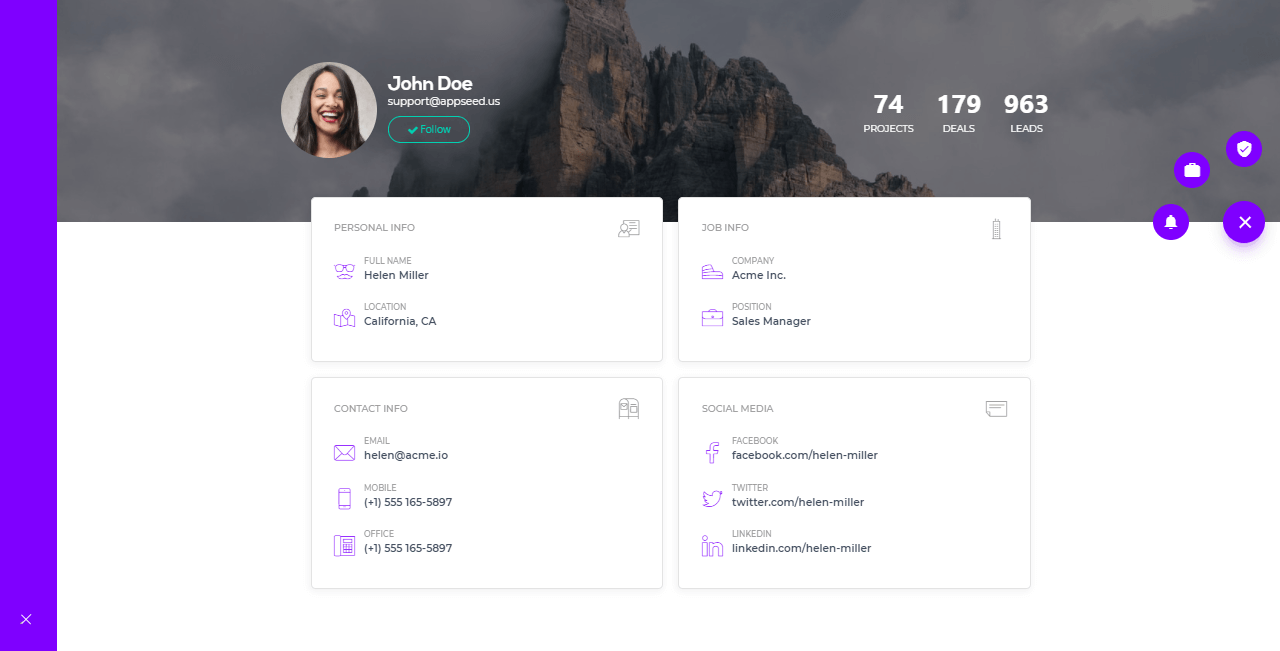 John Doe
support@appseed.us
Follow
74 179 963
PROJECTS DEALS LEADS
PERSONAL INFO
FULL NAME
Helen Miller
LOCATION
California, CA
JOB INFO
COMPANY
Acme Inc.
POSITION
Sales Manager
CONTACT INFO
EMAIL
helen@acme.io
MOBILE
(+1) 555 165-5897
OFFICE
(+1) 555 165-5897
SOCIAL MEDIA
FACEBOOK
facebook.com/helen-miller
TWITTER
twitter.com/helen-miller
LINKEDIN
linkedin.com/helen-miller